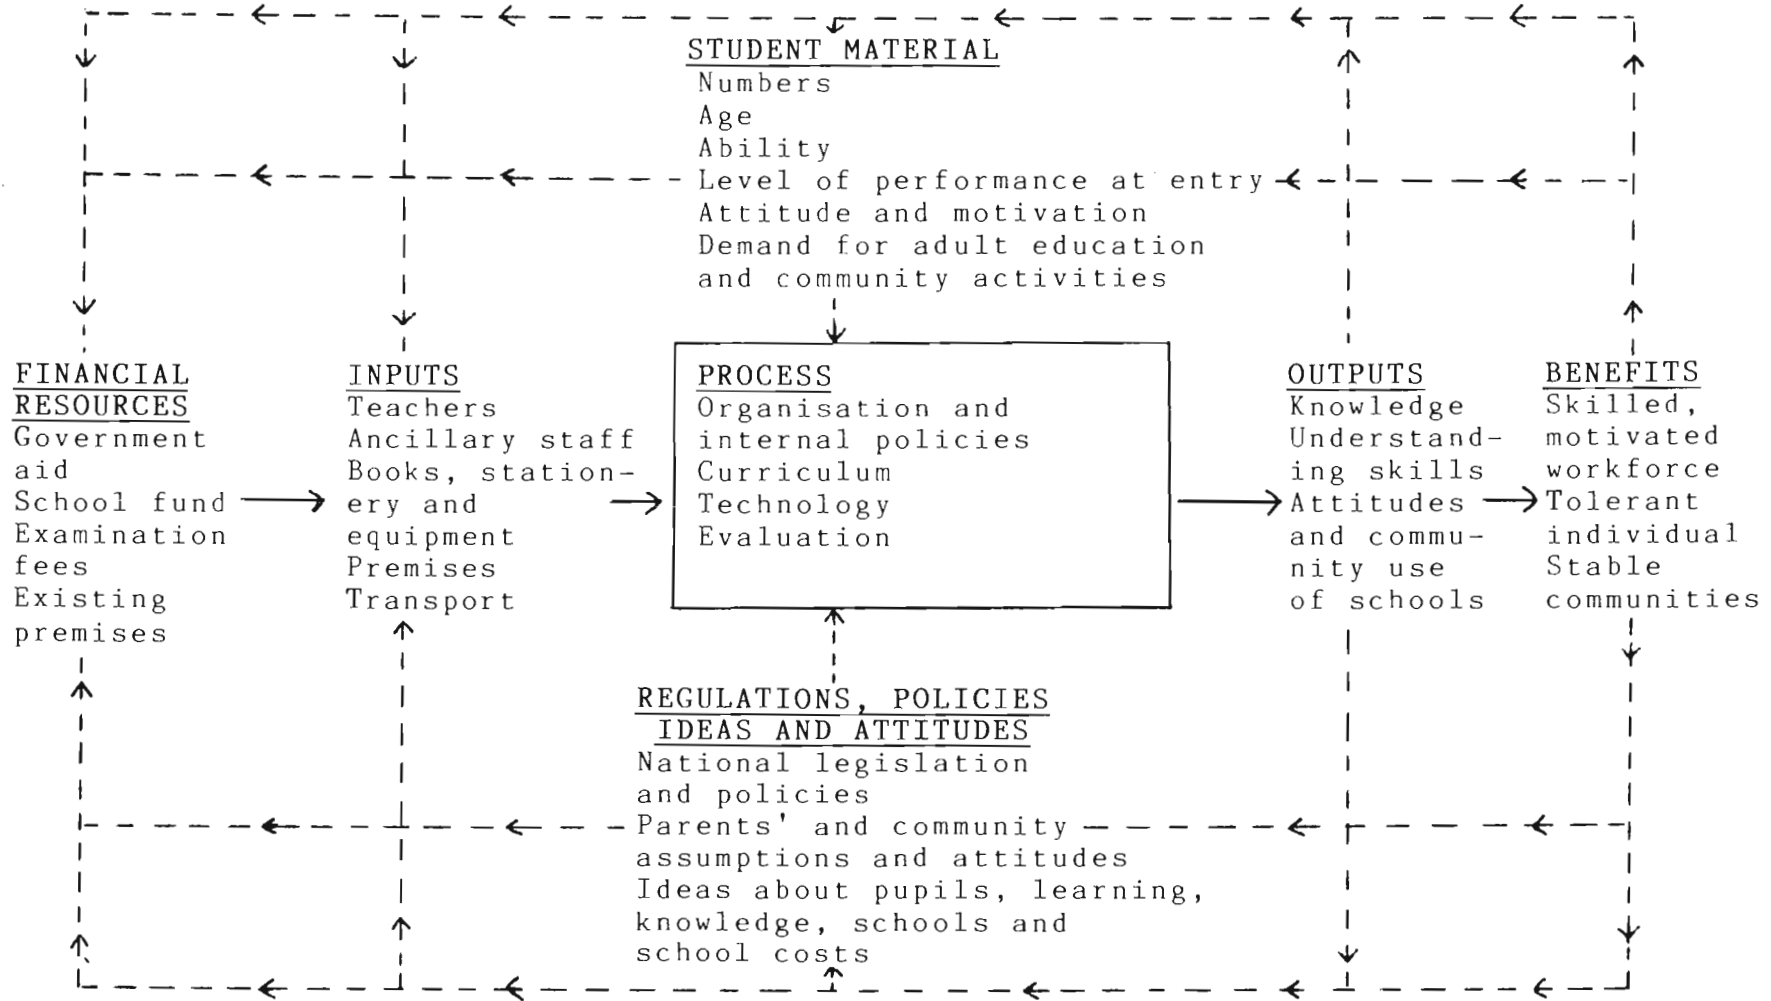 STUDENT MATERIAL
Numbers
Age
Ability
Level of performance at entry
Attitude and motivation
Demand for adult education
and community activities
FINANCIAL
RESOURCES
Government
aid
School fund
Examination
fees
Existing
premises
INPUTS
Teachers
Ancillary staff
Books, station-
ery and
equipment
Premises
Transport
PROCESS
Organisation and
internal policies
Curriculum
Technology
Evaluation
OUTPUTS
Knowledge
Understand-
ing skills
Attitudes
and commu-
nity use
of schools
BENEFITS
Skilled,
motivated
workforce
Tolerant
individual
Stable
communities
REGULATIONS, POLICIES
IDEAS AND ATTITUDES
National legislation
and policies
Parents' and community
assumptions and attitudes
Ideas about pupils, learning,
knowledge, schools and
school costs